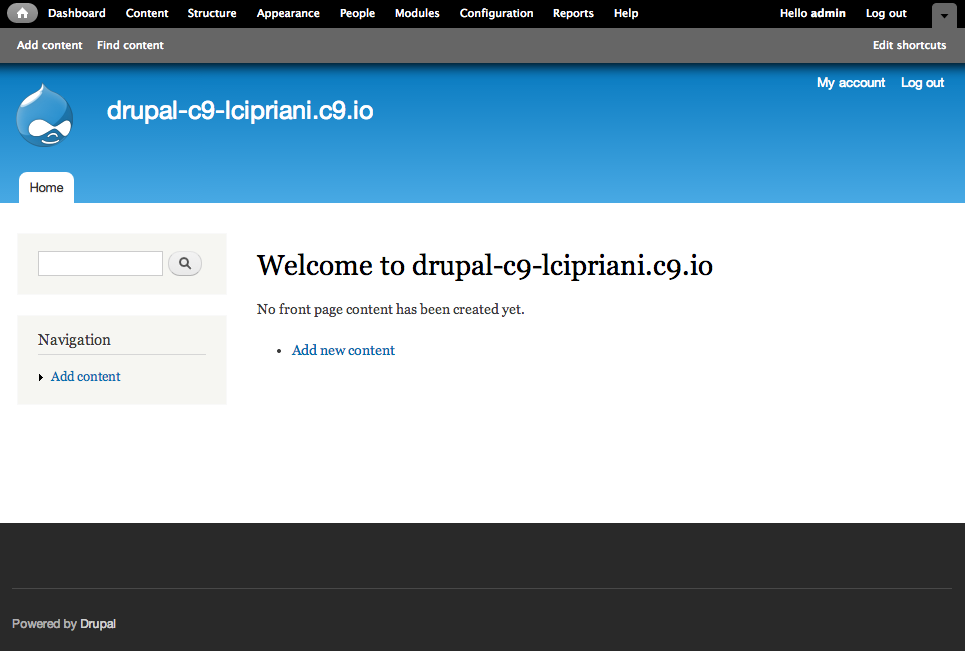 Dashboard Content Structure Appearance People Modules Configuration Reports Help Hello admin Log out
Add content Find content Edit shortcuts
My account Log out
drupal-c9-lcipriani.c9.io
Home
Welcome to drupal-c9-lcipriani.c9.io
No front page content has been created yet.
Add new content
Navigation
Add content
Powered by Drupal